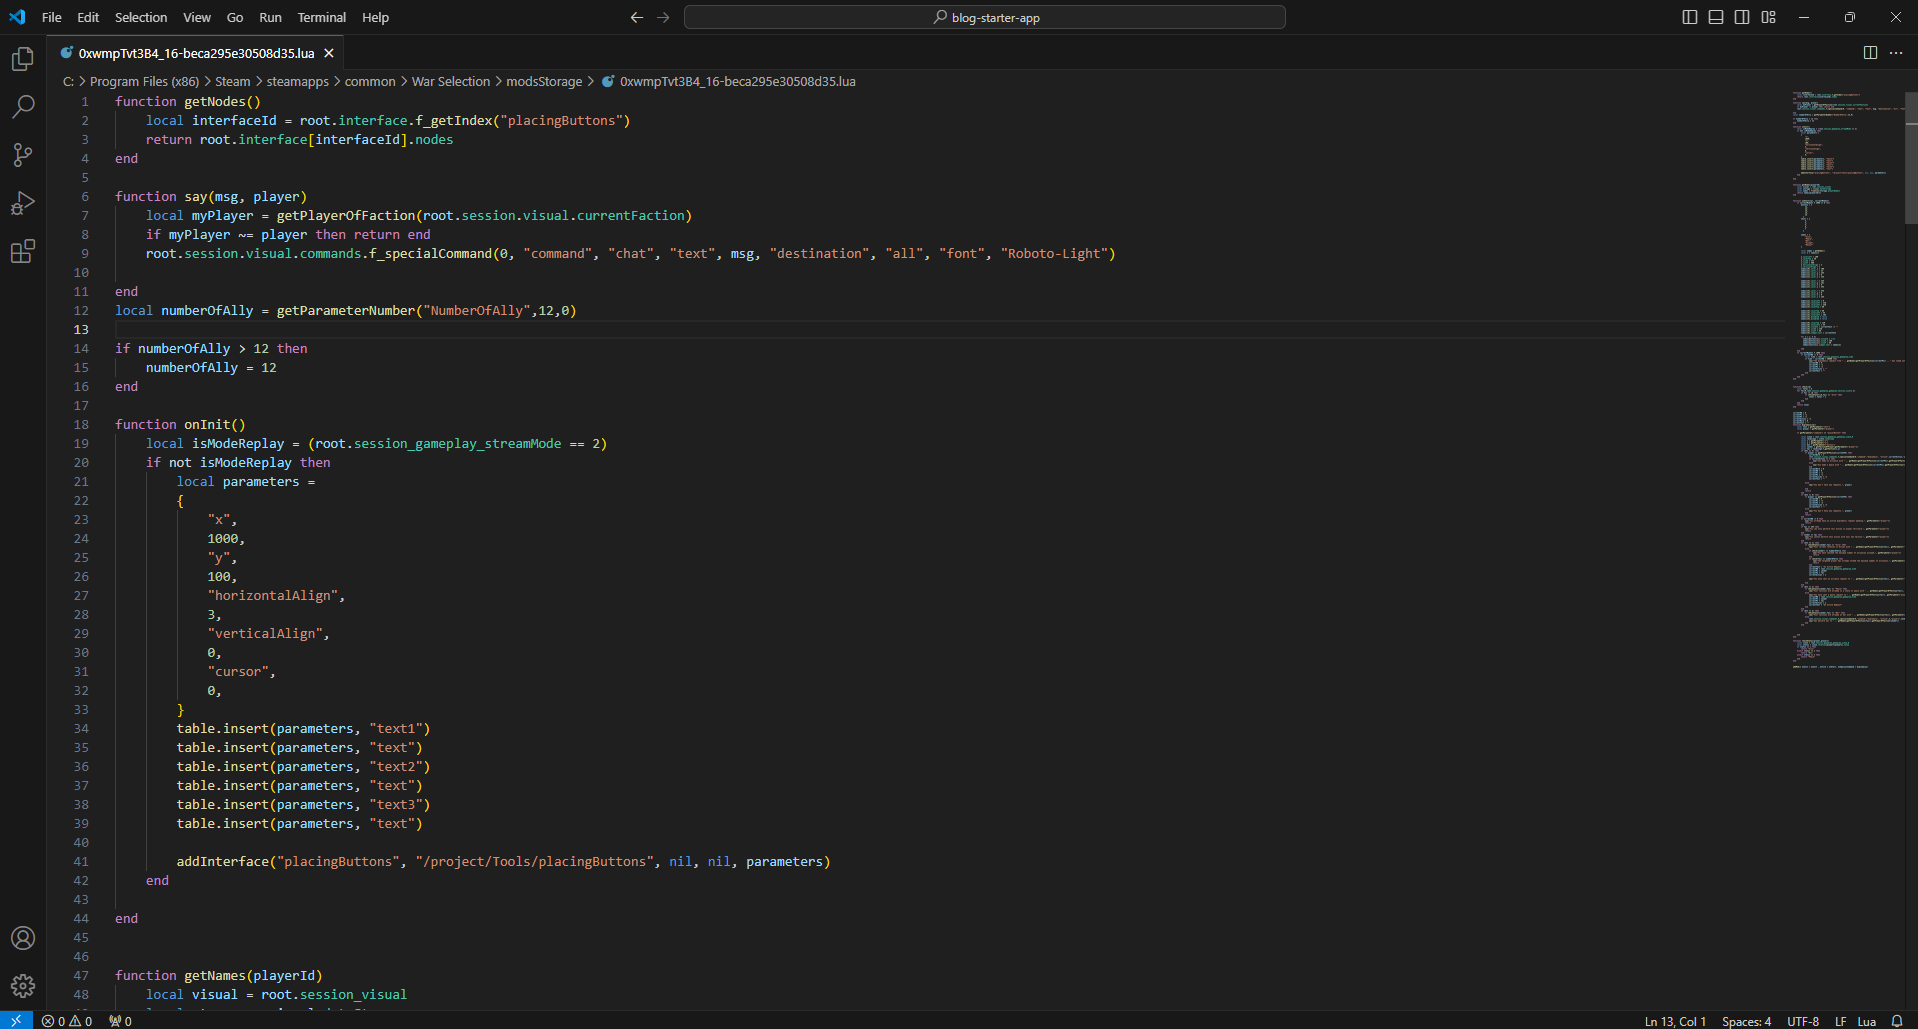 File Edit Selection View Go Run Terminal Help
blog-starter-app
0xwmpTvt3B4_16-beca295e30508d35.lua
C: > Program Files (x86) > Steam > steamapps > common > War Selection > modsStorage > 0xwmpTvt3B4_16-beca295e30508d35.lua
1 function getNodes()
2 local interfaceId = root.interface.f_getIndex("placingButtons")
3 return root.interface[interfaceId].nodes
4 end
5
6 function say(msg, player)
7 local myPlayer = getPlayerOfFaction(root.session.visual.currentFaction)
8 if myPlayer ~= player then return end
9 root.session.visual.commands.f_specialCommand(0, "command", "chat", "text", msg, "destination", "all", "font", "Roboto-Light")
10
11 end
12 local numberOfAlly = getParameterNumber("NumberOfAlly",12,0)
13
14 if numberOfAlly > 12 then
15 numberOfAlly = 12
16 end
17
18 function onInit()
19 local isModeReplay = (root.session_gameplay_streamMode == 2)
20 if not isModeReplay then
21 local parameters =
22 {
23 "x",
24 1000,
25 "y",
26 100,
27 "horizontalAlign",
28 3,
29 "verticalAlign",
30 0,
31 "cursor",
32 0,
33 }
34 table.insert(parameters, "text1")
35 table.insert(parameters, "text")
36 table.insert(parameters, "text2")
37 table.insert(parameters, "text")
38 table.insert(parameters, "text3")
39 table.insert(parameters, "text")
40
41 addInterface("placingButtons", "/project/Tools/placingButtons", nil, nil, parameters)
42 end
43
44 end
45
46
47 function getNames(playerId)
48 local visual = root.session_visual
0 0 0
Ln 13, Col 1 Spaces: 4 UTF-8 LF Lua